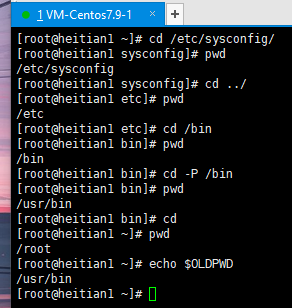 1 VM-Centos7.9-1 × +
[root@heitian1 ~]# cd /etc/sysconfig/
[root@heitian1 sysconfig]# pwd
/etc/sysconfig
[root@heitian1 sysconfig]# cd ../
[root@heitian1 etc]# pwd
/etc
[root@heitian1 etc]# cd /bin
[root@heitian1 bin]# pwd
/bin
[root@heitian1 bin]# cd -P /bin
[root@heitian1 bin]# pwd
/usr/bin
[root@heitian1 bin]# cd
[root@heitian1 ~]# pwd
/root
[root@heitian1 ~]# echo $OLDPWD
/usr/bin
[root@heitian1 ~]#